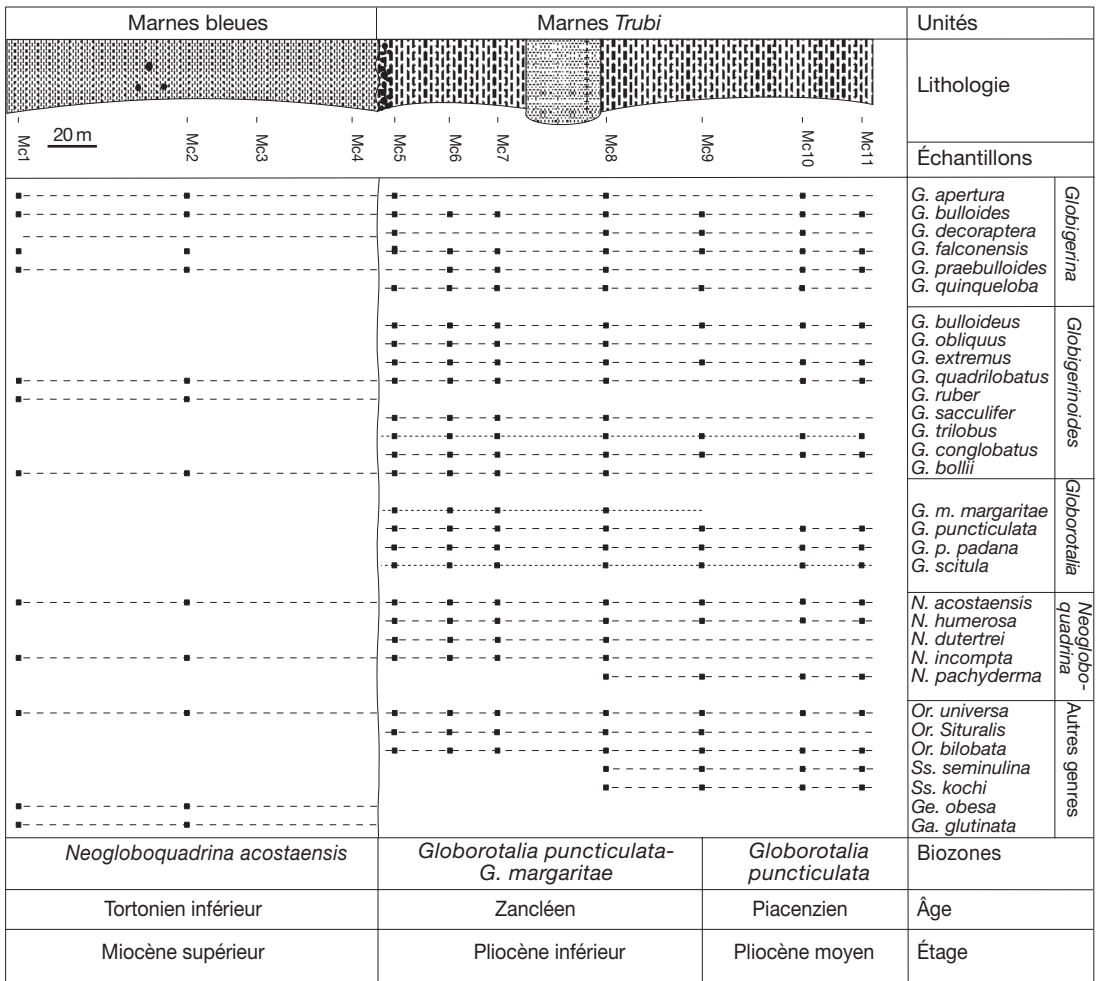 Marnes bleues
Marnes Trubi
Unités
Lithologie
20 m
Mc1
Mc2
Mc3
Mc4
Mc5
Mc6
Mc7
Mc8
Mc9
Mc10
Mc11
Échantillons
G. apertura
G. bulloides
G. decoraptera
G. falconensis
G. praebulloides
G. quinqueloba
Globigerina
G. bulloideus
G. obliquus
G. extremus
G. quadrilobatus
G. ruber
G. sacculifer
G. trilobus
G. conglobatus
G. bollii
Globigerinoides
G. m. margaritae
G. puncticulata
G. p. padana
G. scitula
Globorotalia
N. acostaensis
N. humerosa
N. dutertrei
N. incompta
N. pachyderma
Neoglobo-
quadrina
Or. universa
Or. Situralis
Or. bilobata
Ss. seminulina
Ss. kochi
Ge. obesa
Ga. glutinata
Autres genres
Neogloboquadrina acostaensis
Globorotalia puncticulata-
G. margaritae
Globorotalia
puncticulata
Biozones
Tortonien inférieur
Zancléen
Piacenzien
Âge
Miocène supérieur
Pliocène inférieur
Pliocène moyen
Étage